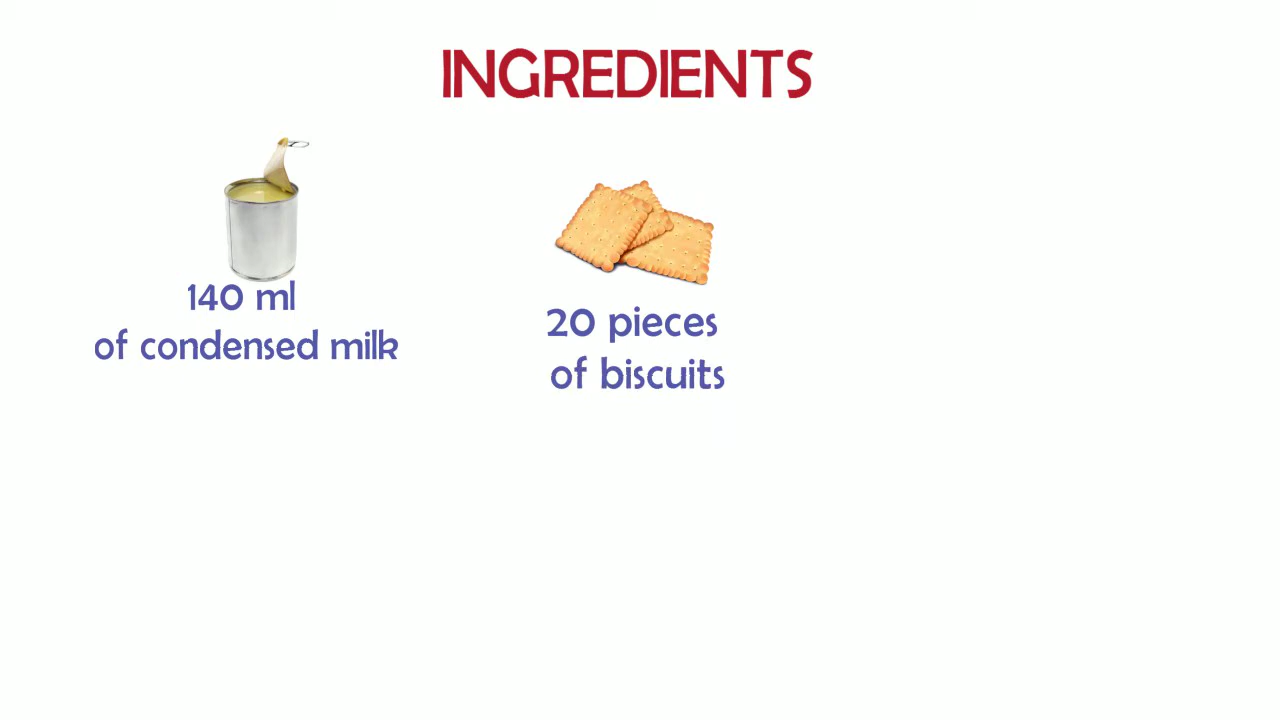 INGREDIENTS
140 ml
of condensed milk
20 pieces
of biscuits